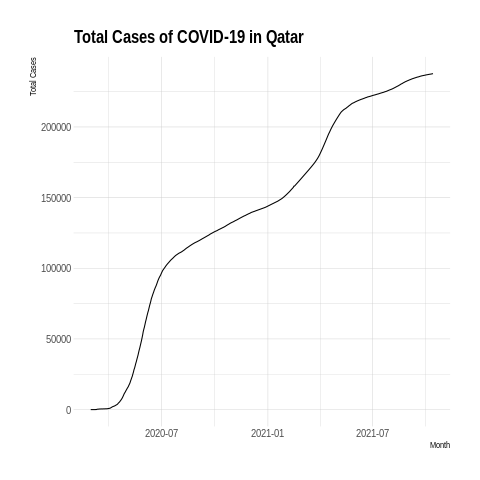 Total Cases of COVID-19 in Qatar
Total Cases
200000
150000
100000
50000
0
2020-07 2021-01 2021-07
Month